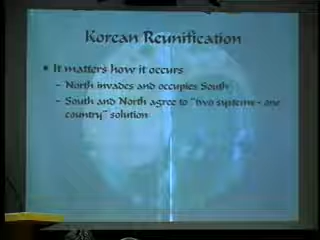 Korean Reunification
• It matters how it occurs
– North invades and occupies South
– South and North agree to "two systems - one
country" solution